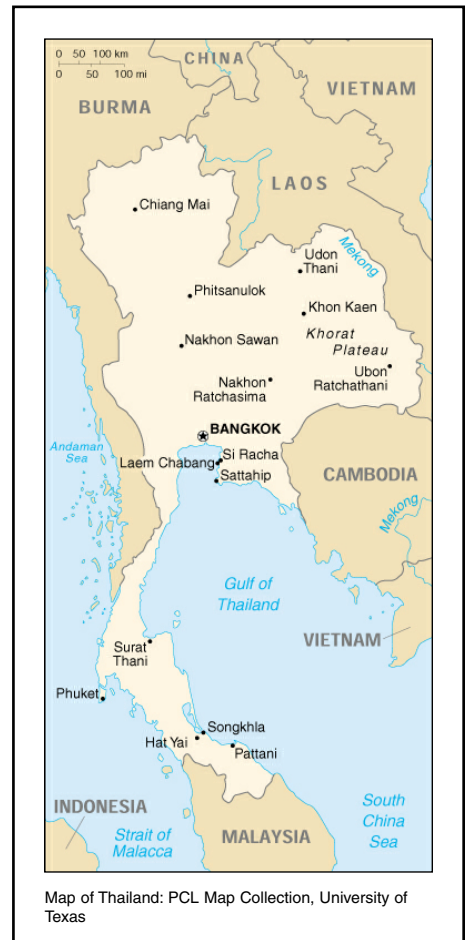 0 50 100 km
0 50 100 mi
CHINA
BURMA
VIETNAM
LAOS
Chiang Mai
Mekong
Udon
Thani
Phitsanulok
Khon Kaen
Khorat
Plateau
Nakhon Sawan
Ubon
Ratchathani
Nakhon
Ratchasima
BANGKOK
Andaman
Sea
Si Racha
Laem Chabang
Sattahip
CAMBODIA
Mekong
Gulf of
Thailand
VIETNAM
Surat
Thani
Phuket
Songkhla
Hat Yai
Pattani
INDONESIA
Strait of
Malacca
MALAYSIA
South
China
Sea
Map of Thailand: PCL Map Collection, University of
Texas